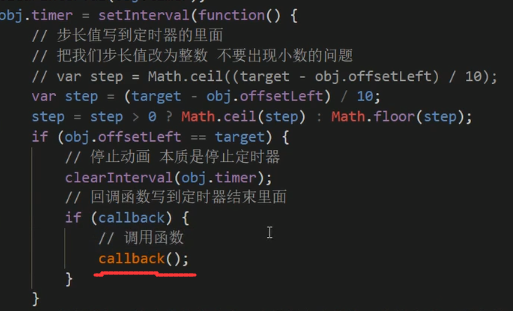 obj.timer = setInterval(function() {
// 步长值写到定时器的里面
// 把我们步长值改为整数 不要出现小数的问题
// var step = Math.ceil((target - obj.offsetLeft) / 10);
var step = (target - obj.offsetLeft) / 10;
step = step > 0 ? Math.ceil(step) : Math.floor(step);
if (obj.offsetLeft == target) {
// 停止动画 本质是停止定时器
clearInterval(obj.timer);
// 回调函数写到定时器结束里面
if (callback) {
// 调用函数
callback();
}
}